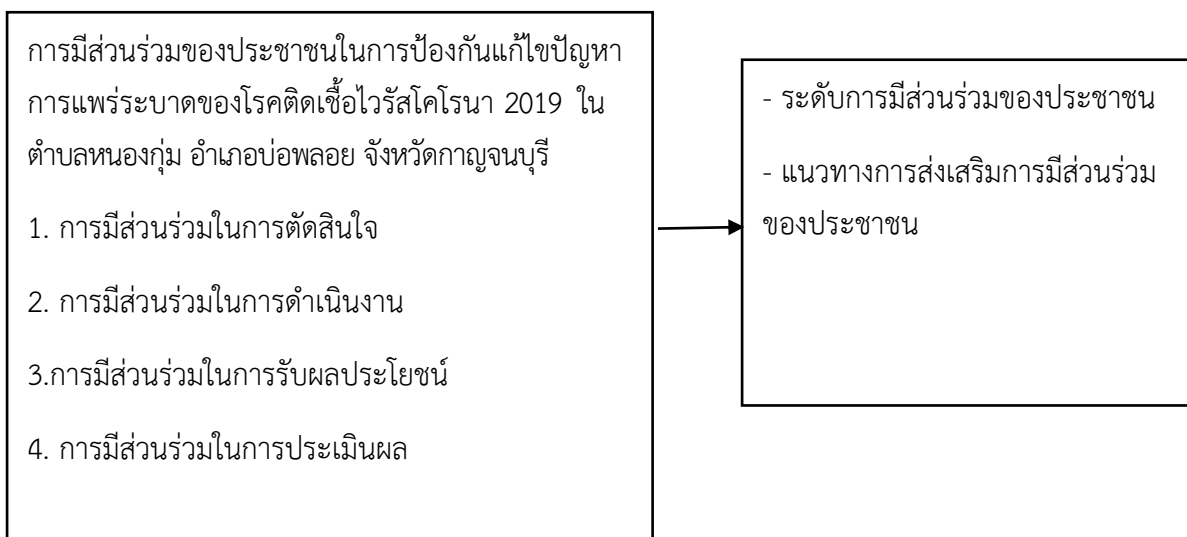 การมีส่วนร่วมของประชาชนในการป้องกันแก้ไขปัญหา
การแพร่ระบาดของโรคติดเชื้อไวรัสโคโรนา 2019 ใน
ตำบลหนองกุ่ม อำเภอบ่อพลอย จังหวัดกาญจนบุรี
1. การมีส่วนร่วมในการตัดสินใจ
2. การมีส่วนร่วมในการดำเนินงาน
3.การมีส่วนร่วมในการรับผลประโยชน์
4. การมีส่วนร่วมในการประเมินผล
- ระดับการมีส่วนร่วมของประชาชน
- แนวทางการส่งเสริมการมีส่วนร่วม
ของประชาชน